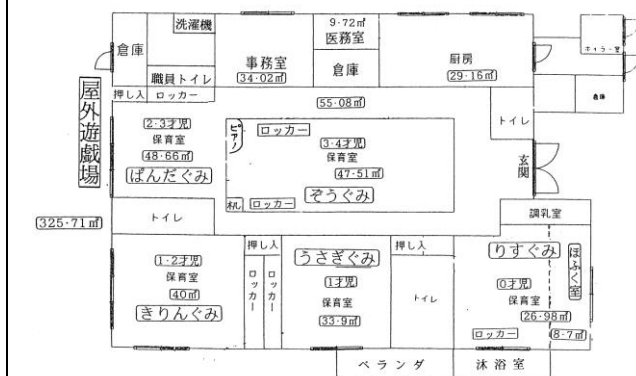 洗濯機
倉庫
職員トイレ
事務室
34·02㎡
9·72㎡
医務室
倉庫
厨房
29·16㎡
ボイラー室
倉庫
押し入
ロッカー
55·08㎡
トイレ
玄関
屋外遊戯場
325·71㎡
2·3才児
保育室
48·66㎡
ぱんだぐみ
ピアノ
ロッカー
3·4才児
保育室
47·51㎡
ぞうぐみ
机
ロッカー
トイレ
調乳室
1·2才児
保育室
40㎡
きりんぐみ
押し入
ロッカー
ロッカー
うさぎぐみ
1才児
保育室
33·9㎡
押し入
トイレ
りすぐみ
0才児
保育室
26·98㎡
ロッカー
ほふく室
8·7㎡
ベランダ
沐浴室